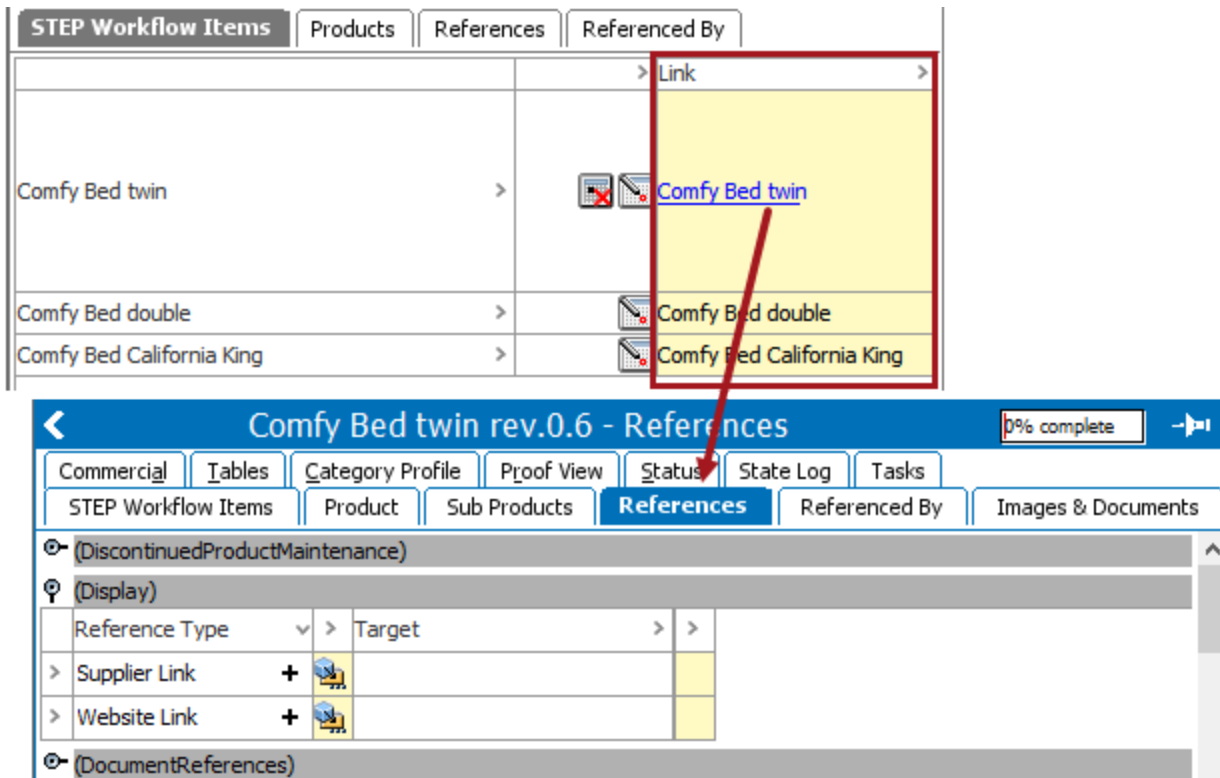 STEP Workflow Items Products References Referenced By
> Link >
Comfy Bed twin > Comfy Bed twin
Comfy Bed double > Comfy Bed double
Comfy Bed California King > Comfy Bed California King
Comfy Bed twin rev.0.6 - References 0% complete
Commercial Tables Category Profile Proof View Status State Log Tasks
STEP Workflow Items Product Sub Products References Referenced By Images & Documents
(DiscontinuedProductMaintenance)
(Display)
Reference Type > Target > >
> Supplier Link +
> Website Link +
(DocumentReferences)